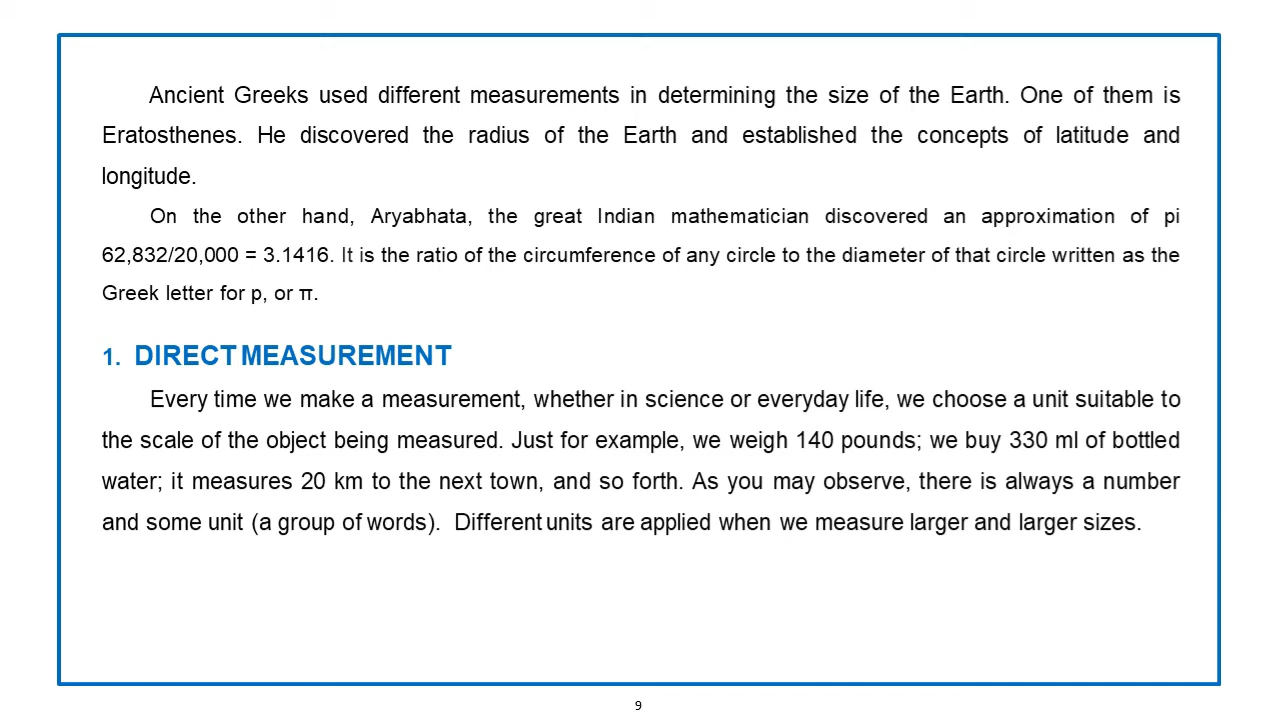 Ancient Greeks used different measurements in determining the size of the Earth. One of them is
Eratosthenes. He discovered the radius of the Earth and established the concepts of latitude and
longitude.
On the other hand, Aryabhata, the great Indian mathematician discovered an approximation of pi
62,832/20,000 = 3.1416. It is the ratio of the circumference of any circle to the diameter of that circle written as the
Greek letter for p, or π.
1. DIRECT MEASUREMENT
Every time we make a measurement, whether in science or everyday life, we choose a unit suitable to
the scale of the object being measured. Just for example, we weigh 140 pounds; we buy 330 ml of bottled
water; it measures 20 km to the next town, and so forth. As you may observe, there is always a number
and some unit (a group of words). Different units are applied when we measure larger and larger sizes.
9